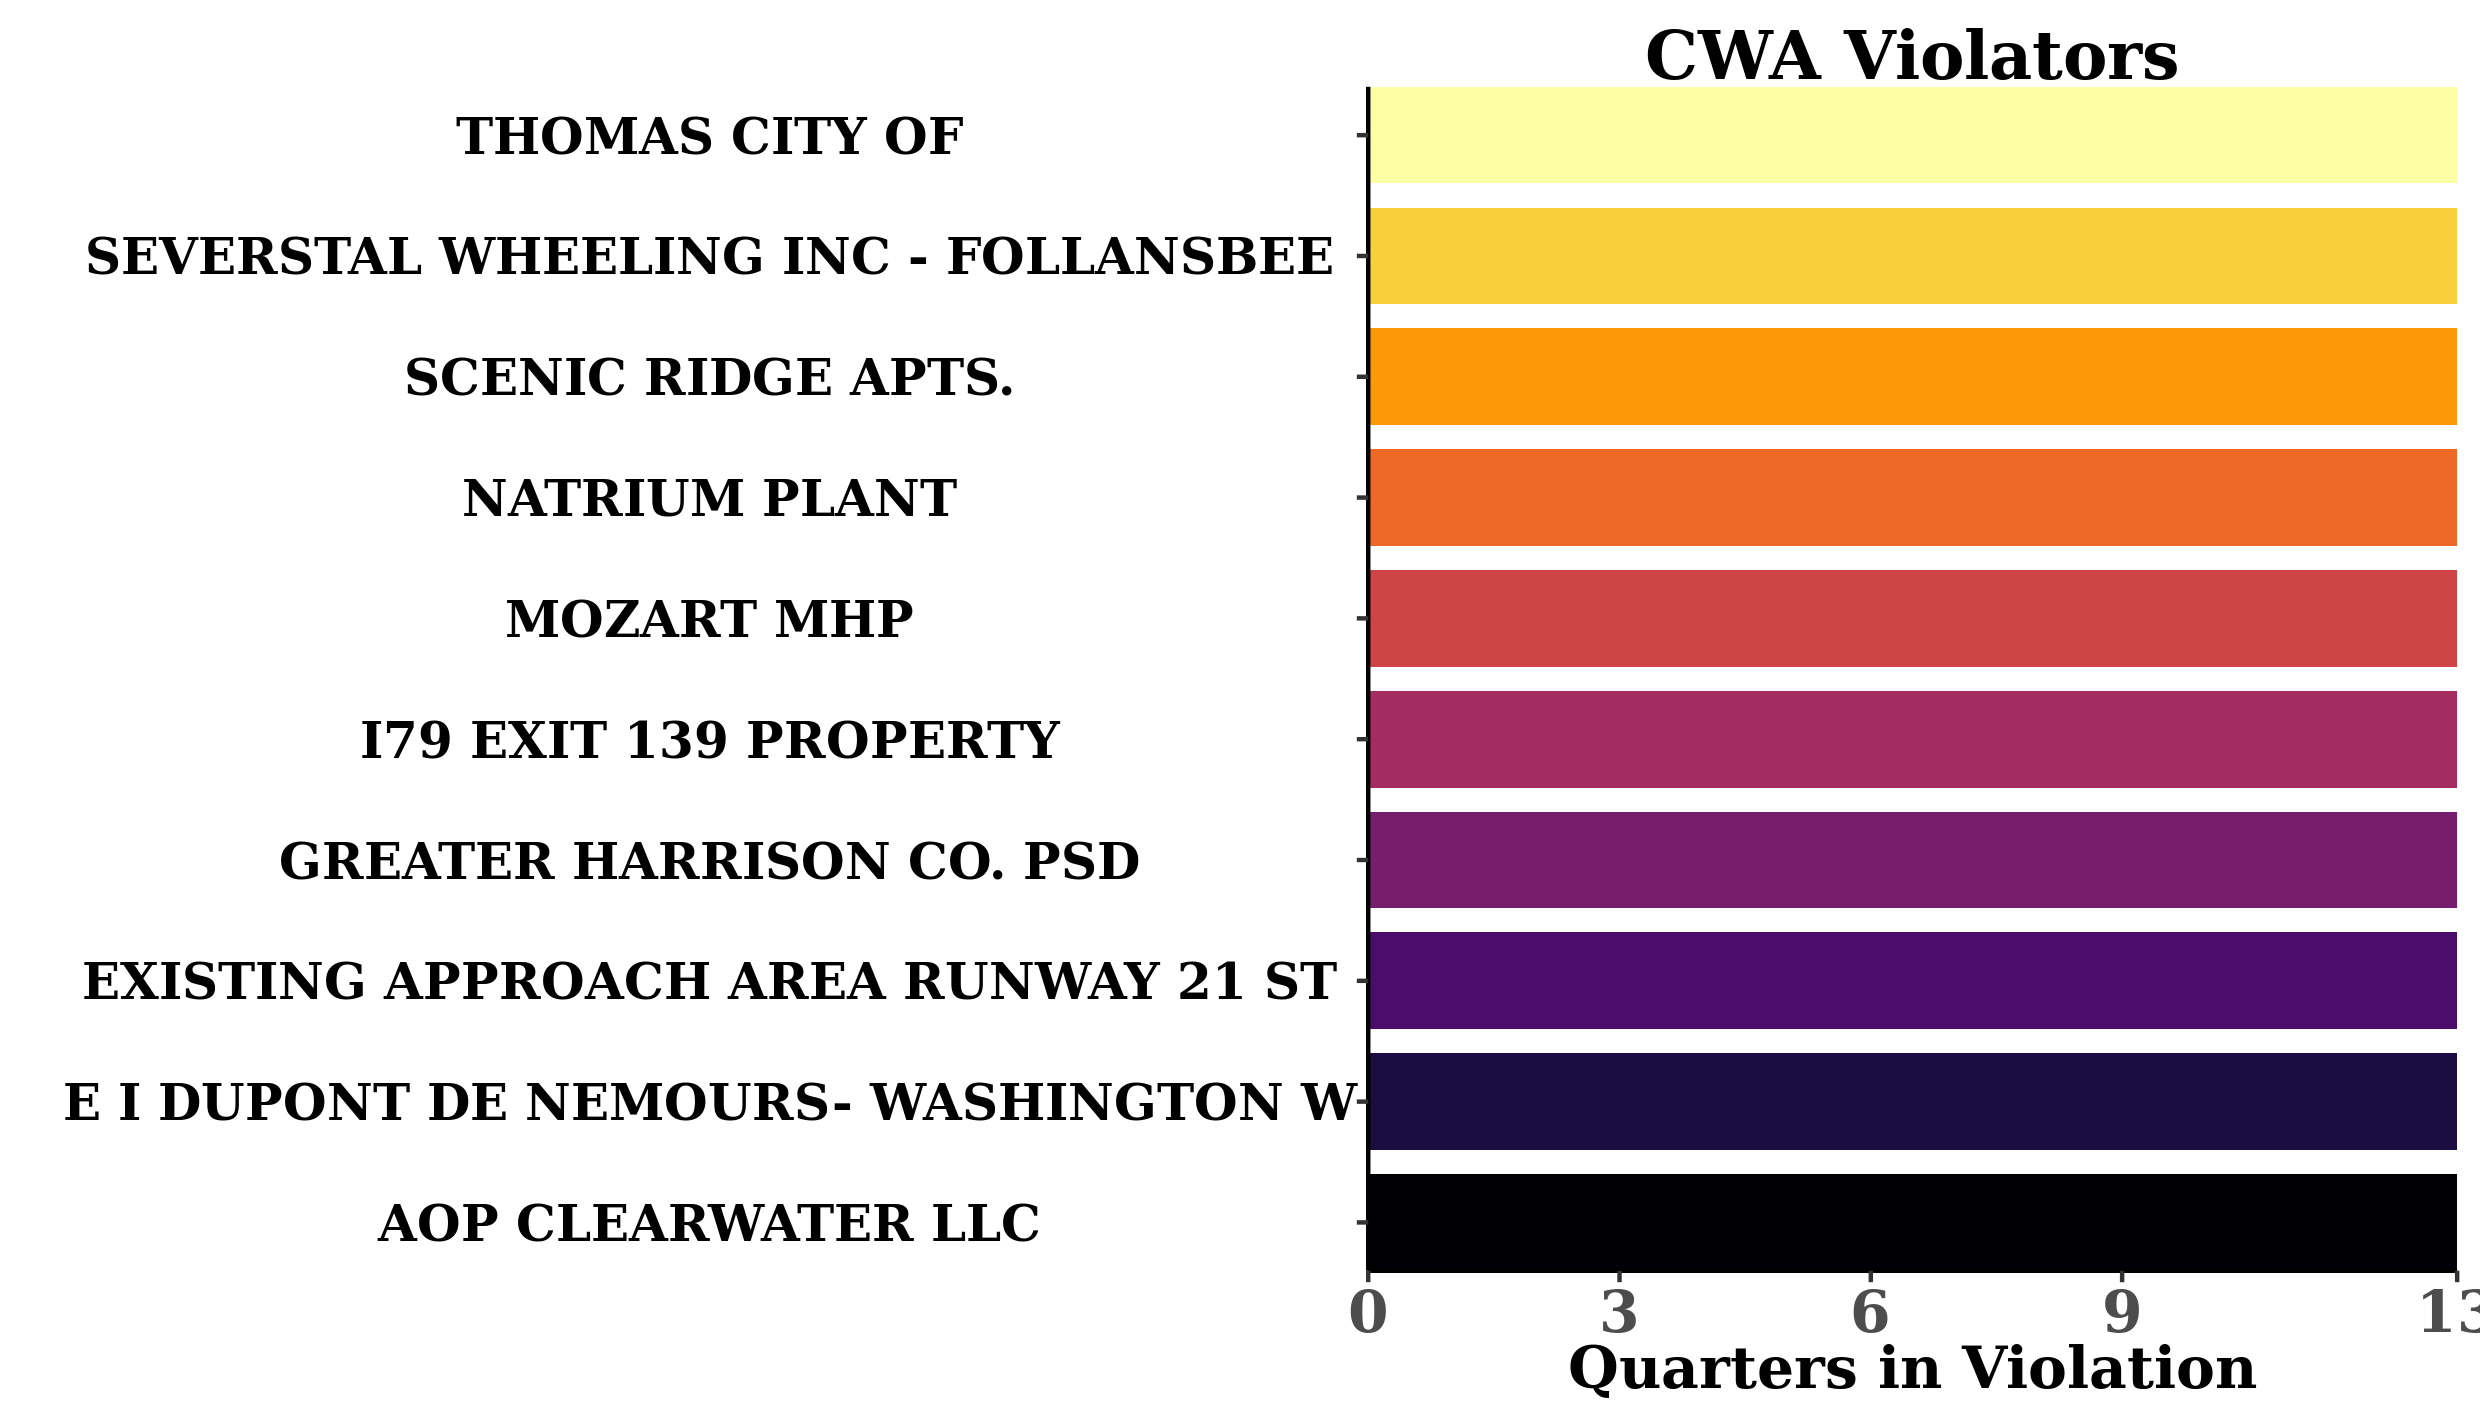 CWA Violators
THOMAS CITY OF
SEVERSTAL WHEELING INC - FOLLANSBEE
SCENIC RIDGE APTS.
NATRIUM PLANT
MOZART MHP
I79 EXIT 139 PROPERTY
GREATER HARRISON CO. PSD
EXISTING APPROACH AREA RUNWAY 21 ST
E I DUPONT DE NEMOURS- WASHINGTON W
AOP CLEARWATER LLC
0 3 6 9 13
Quarters in Violation